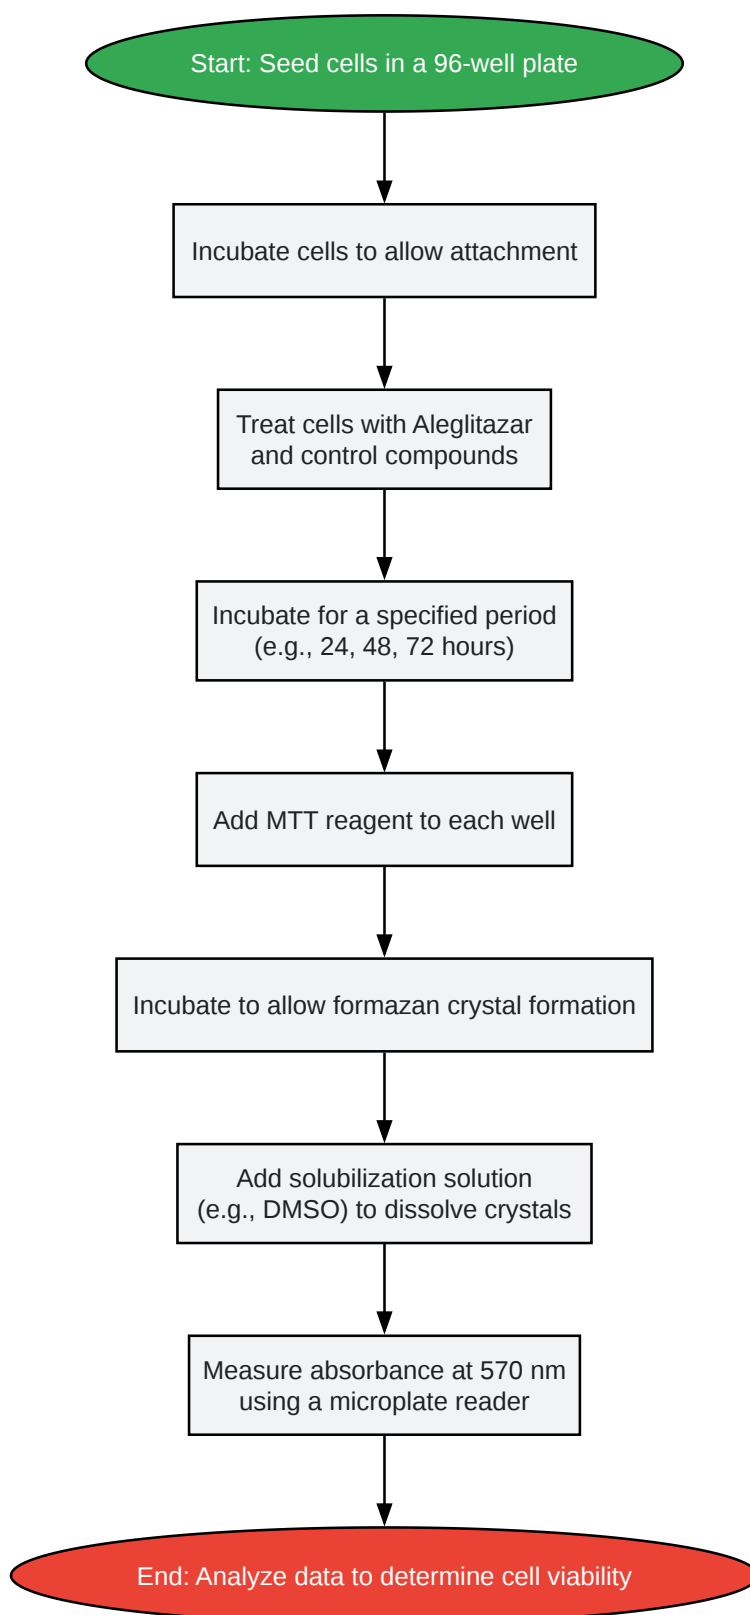 Start: Seed cells in a 96-well plate
Incubate cells to allow attachment
Treat cells with Aleglitazar
and control compounds
Incubate for a specified period
(e.g., 24, 48, 72 hours)
Add MTT reagent to each well
Incubate to allow formazan crystal formation
Add solubilization solution
(e.g., DMSO) to dissolve crystals
Measure absorbance at 570 nm
using a microplate reader
End: Analyze data to determine cell viability